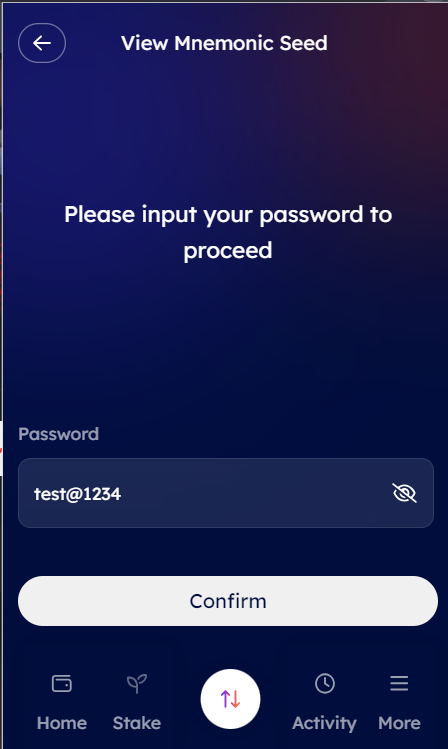 View Mnemonic Seed
Please input your password to
proceed
Password
test@1234
Confirm
Home
Stake
Activity
More